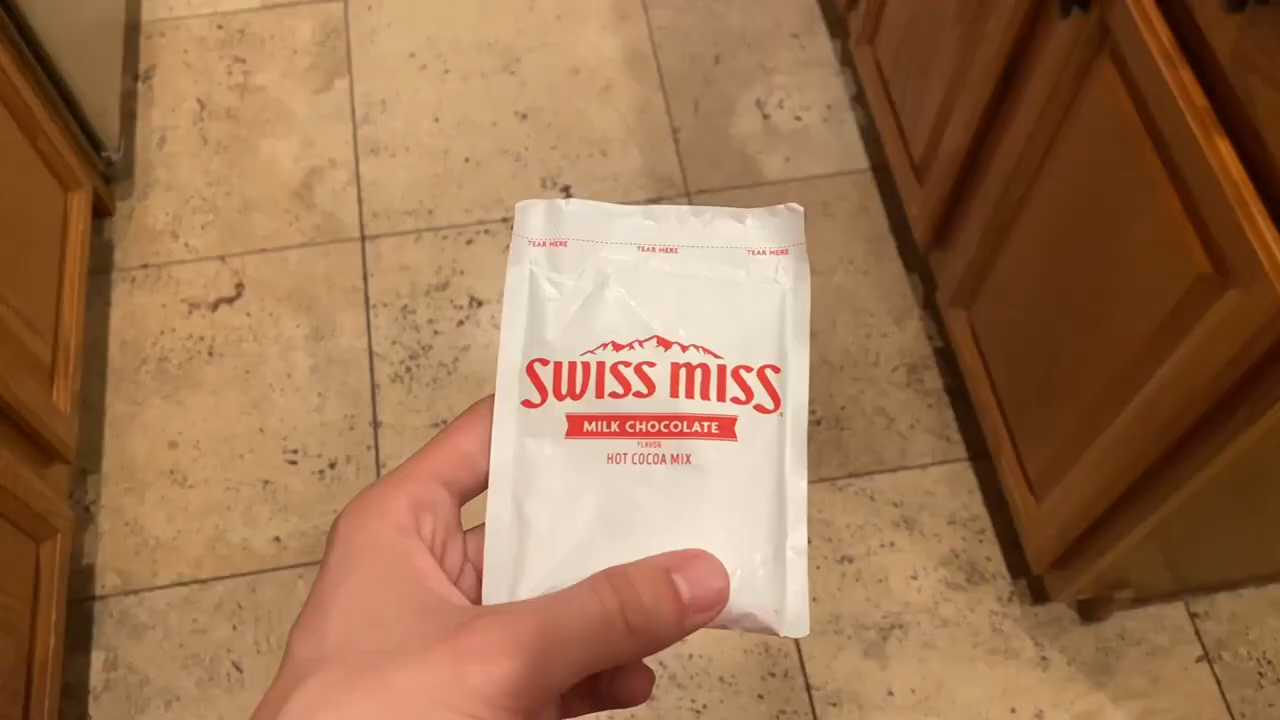 TEAR HERE TEAR HERE TEAR HERE
SWISS MISS
MILK CHOCOLATE
FLAVOR
HOT COCOA MIX